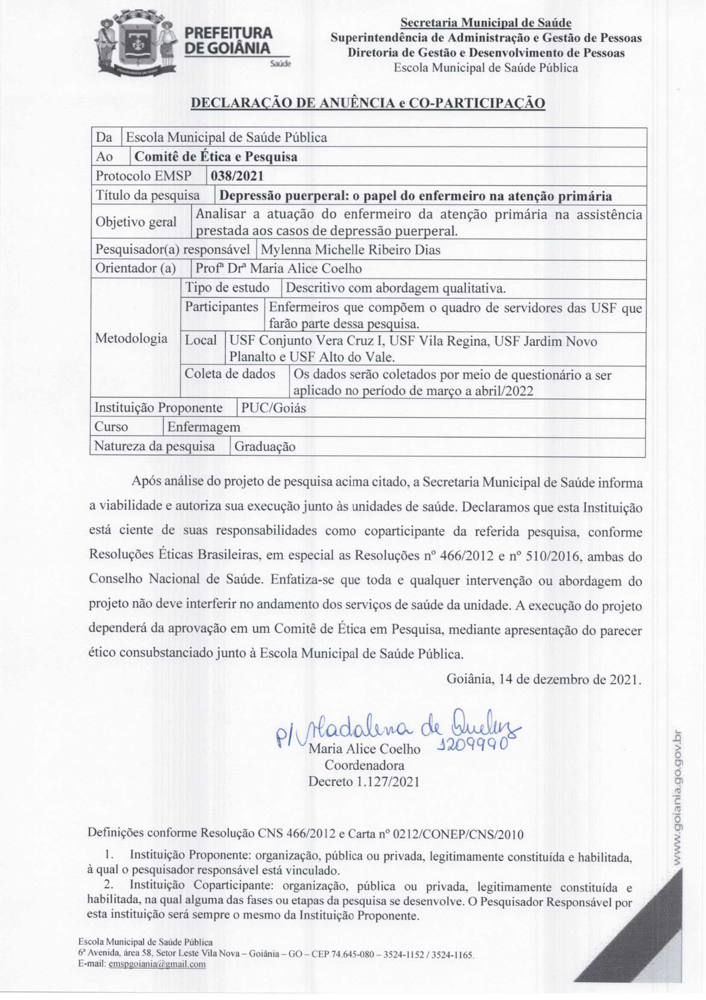 PREFEITURA
DE GOIÂNIA
Saúde
Secretaria Municipal de Saúde
Superintendência de Administração e Gestão de Pessoas
Diretoria de Gestão e Desenvolvimento de Pessoas
Escola Municipal de Saúde Pública
DECLARAÇÃO DE ANUÊNCIA e CO-PARTICIPAÇÃO
Da Escola Municipal de Saúde Pública
Ao Comitê de Ética e Pesquisa
Protocolo EMSP 038/2021
Título da pesquisa Depressão puerperal: o papel do enfermeiro na atenção primária
Objetivo geral Analisar a atuação do enfermeiro da atenção primária na assistência
prestada aos casos de depressão puerperal.
Pesquisador(a) responsável Mylenna Michelle Ribeiro Dias
Orientador (a) Profª Drª Maria Alice Coelho
Metodologia
Tipo de estudo Descritivo com abordagem qualitativa.
Participantes Enfermeiros que compõem o quadro de servidores das USF que
farão parte dessa pesquisa.
Local USF Conjunto Vera Cruz I, USF Vila Regina, USF Jardim Novo
Planalto e USF Alto do Vale.
Coleta de dados Os dados serão coletados por meio de questionário a ser
aplicado no período de março a abril/2022
Instituição Proponente PUC/Goiás
Curso Enfermagem
Natureza da pesquisa Graduação
Após análise do projeto de pesquisa acima citado, a Secretaria Municipal de Saúde informa
a viabilidade e autoriza sua execução junto às unidades de saúde. Declaramos que esta Instituição
está ciente de suas responsabilidades como coparticipante da referida pesquisa, conforme
Resoluções Éticas Brasileiras, em especial as Resoluções nº 466/2012 e nº 510/2016, ambas do
Conselho Nacional de Saúde. Enfatiza-se que toda e qualquer intervenção ou abordagem do
projeto não deve interferir no andamento dos serviços de saúde da unidade. A execução do projeto
dependerá da aprovação em um Comitê de Ética em Pesquisa, mediante apresentação do parecer
ético consubstanciado junto à Escola Municipal de Saúde Pública.
Goiânia, 14 de dezembro de 2021.
p/ Madalena de Queluz
1209990
Maria Alice Coelho
Coordenadora
Decreto 1.127/2021
www.goiania.go.gov.br
Definições conforme Resolução CNS 466/2012 e Carta nº 0212/CONEP/CNS/2010
1. Instituição Proponente: organização, pública ou privada, legitimamente constituída e habilitada,
à qual o pesquisador responsável está vinculado.
2. Instituição Coparticipante: organização, pública ou privada, legitimamente constituída e
habilitada, na qual alguma das fases ou etapas da pesquisa se desenvolve. O Pesquisador Responsável por
esta instituição será sempre o mesmo da Instituição Proponente.
Escola Municipal de Saúde Pública
6ª Avenida, área 58, Setor Leste Vila Nova – Goiânia – GO – CEP 74.645-080 – 3524-1152 / 3524-1165.
E-mail: emspgoiania@gmail.com